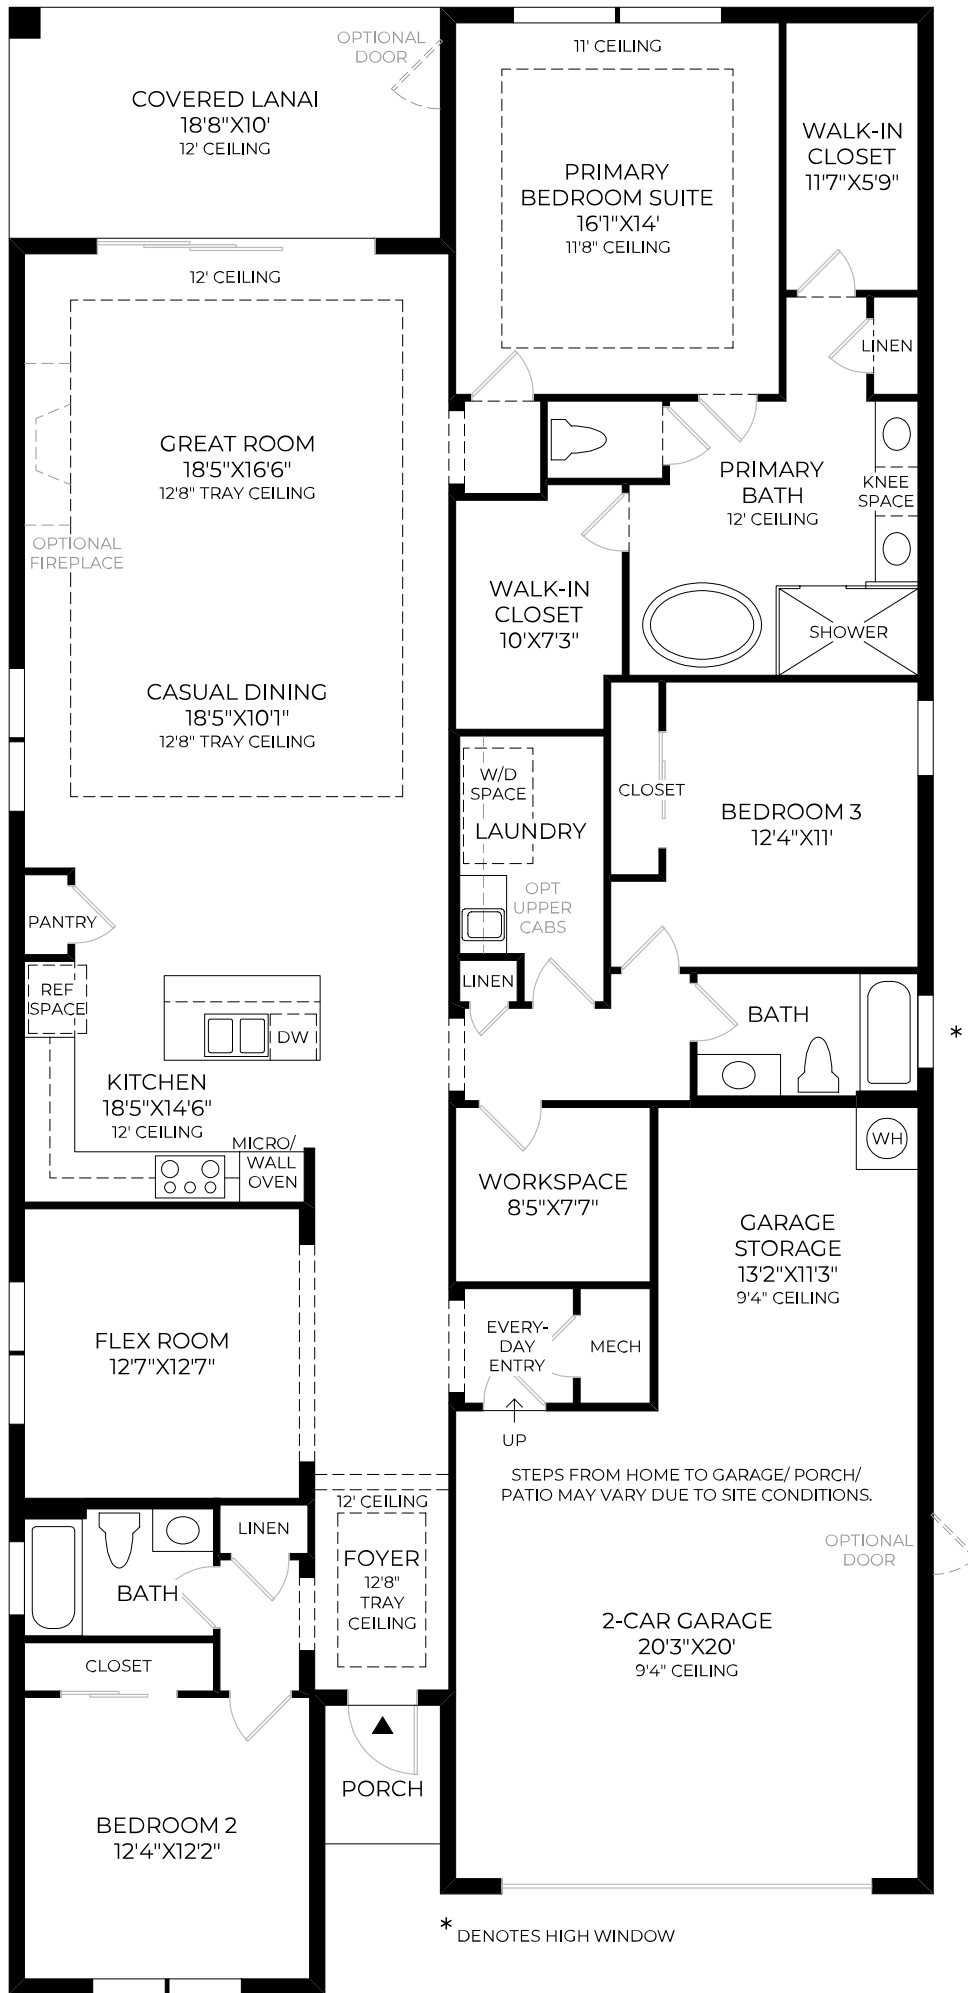 OPTIONAL
DOOR
COVERED LANAI
18'8"X10'
12' CEILING
11' CEILING
PRIMARY
BEDROOM SUITE
16'1"X14'
11'8" CEILING
WALK-IN
CLOSET
11'7"X5'9"
12' CEILING
LINEN
GREAT ROOM
18'5"X16'6"
12'8" TRAY CEILING
PRIMARY
BATH
12' CEILING
KNEE
SPACE
OPTIONAL
FIREPLACE
WALK-IN
CLOSET
10'X7'3"
SHOWER
CASUAL DINING
18'5"X10'1"
12'8" TRAY CEILING
W/D
SPACE
LAUNDRY
CLOSET
BEDROOM 3
12'4"X11'
OPT
UPPER
CABS
PANTRY
REF
SPACE
LINEN
BATH
*
DW
KITCHEN
18'5"X14'6"
12' CEILING
MICRO/
WALL
OVEN
WH
WORKSPACE
8'5"X7'7"
GARAGE
STORAGE
13'2"X11'3"
9'4" CEILING
FLEX ROOM
12'7"X12'7"
EVERY-
DAY
ENTRY
MECH
UP
STEPS FROM HOME TO GARAGE/ PORCH/
PATIO MAY VARY DUE TO SITE CONDITIONS.
12' CEILING
LINEN
FOYER
12'8"
TRAY
CEILING
BATH
OPTIONAL
DOOR
2-CAR GARAGE
20'3"X20'
9'4" CEILING
CLOSET
PORCH
BEDROOM 2
12'4"X12'2"
* DENOTES HIGH WINDOW